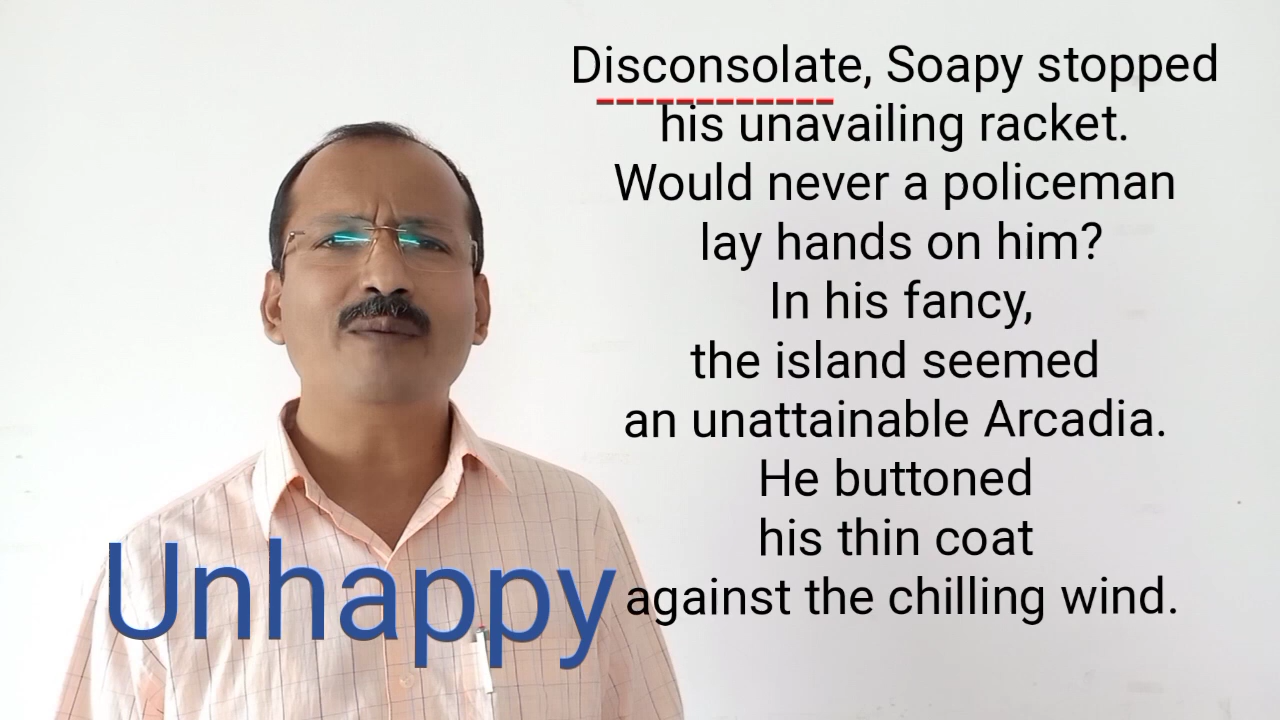 Disconsolate, Soapy stopped
his unavailing racket.
Would never a policeman
lay hands on him?
In his fancy,
the island seemed
an unattainable Arcadia.
He buttoned
his thin coat
against the chilling wind.
Unhappy